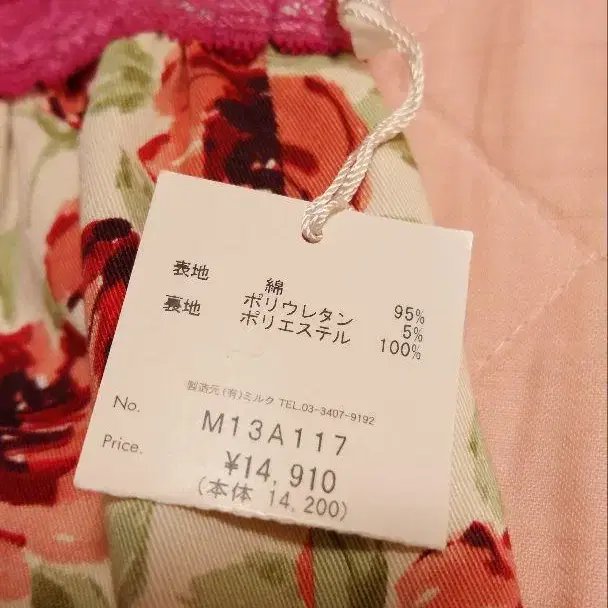 表地 綿 95%
ポリウレタン 5%
裏地 ポリエステル 100%
製造元(有)ミルク TEL.03-3407-9192
No. M13A117
Price. ¥14,910
(本体 14,200)